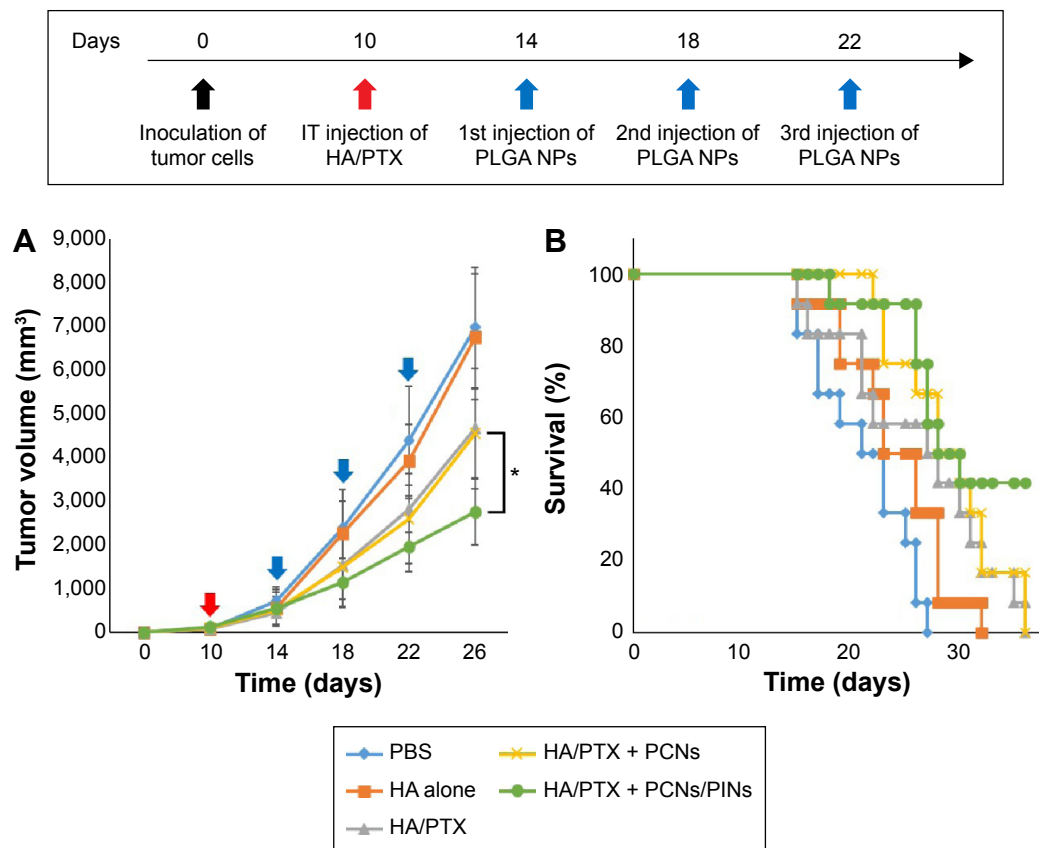 Days 0 10 14 18 22
Inoculation of
tumor cells
IT injection of
HA/PTX
1st injection of
PLGA NPs
2nd injection of
PLGA NPs
3rd injection of
PLGA NPs
A
9,000
8,000
7,000
6,000
5,000
4,000
3,000
2,000
1,000
0
Tumor volume (mm³)
*
0 10 14 18 22 26
Time (days)
B
100
80
60
40
20
0
Survival (%)
0 10 20 30
Time (days)
PBS
HA alone
HA/PTX
HA/PTX + PCNs
HA/PTX + PCNs/PINs